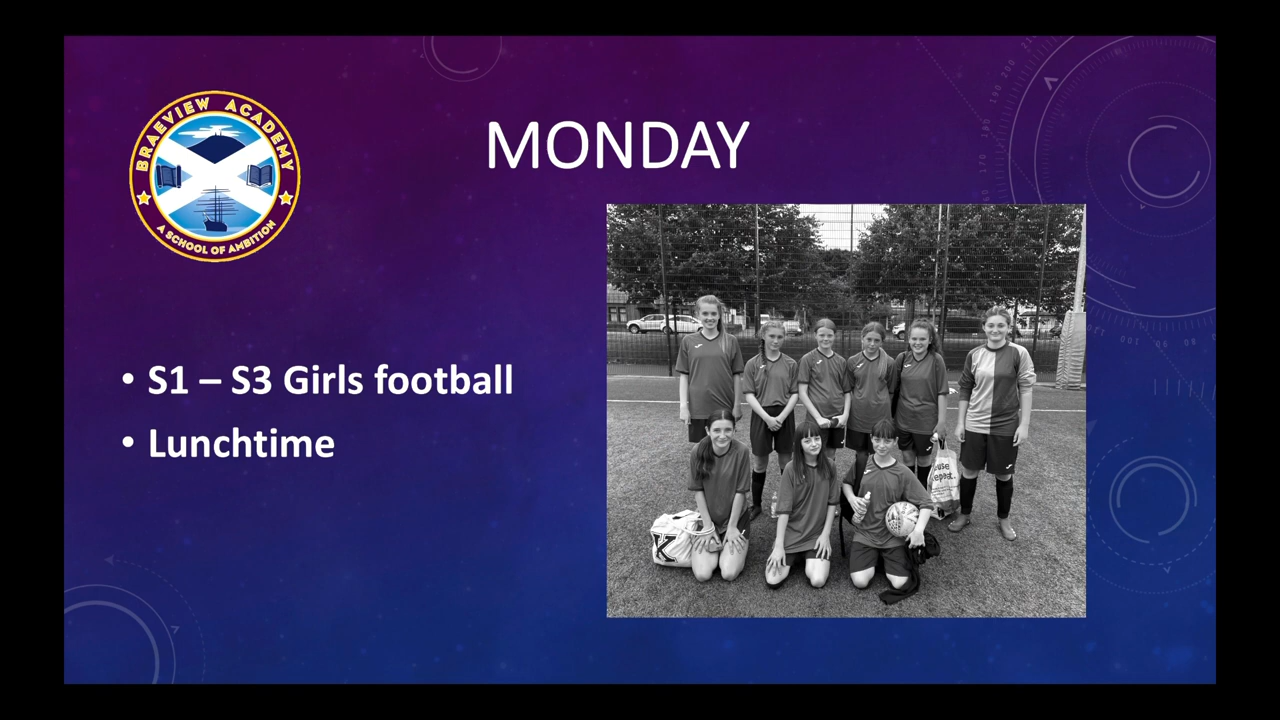 BRAEVIEW ACADEMY
A SCHOOL OF AMBITION
MONDAY
• S1 – S3 Girls football
• Lunchtime
K